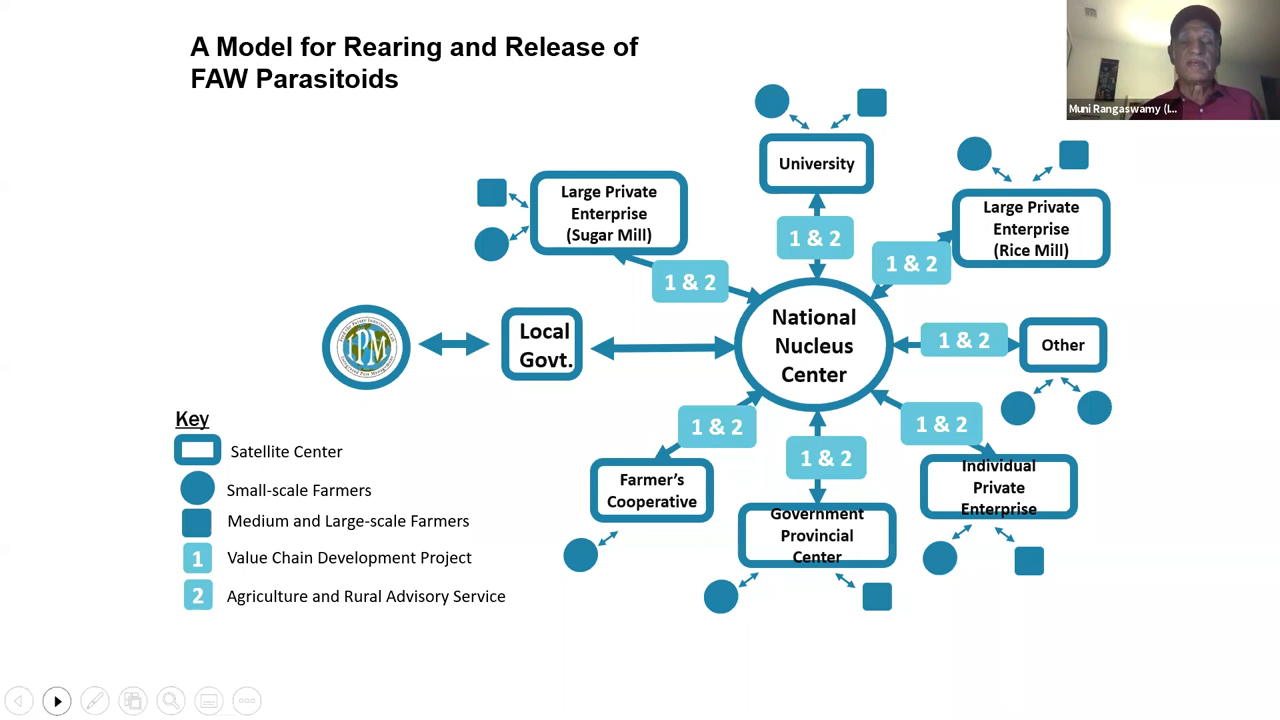 A Model for Rearing and Release of
FAW Parasitoids
Muni Rangaswamy (I...
University
Large Private
Enterprise
(Sugar Mill)
Large Private
Enterprise
(Rice Mill)
1 & 2
1 & 2
1 & 2
IPM
Local
Govt.
National
Nucleus
Center
1 & 2
Other
Key
Satellite Center
Small-scale Farmers
Medium and Large-scale Farmers
1 Value Chain Development Project
2 Agriculture and Rural Advisory Service
1 & 2
1 & 2
1 & 2
Farmer's
Cooperative
Government
Provincial
Center
Individual
Private
Enterprise